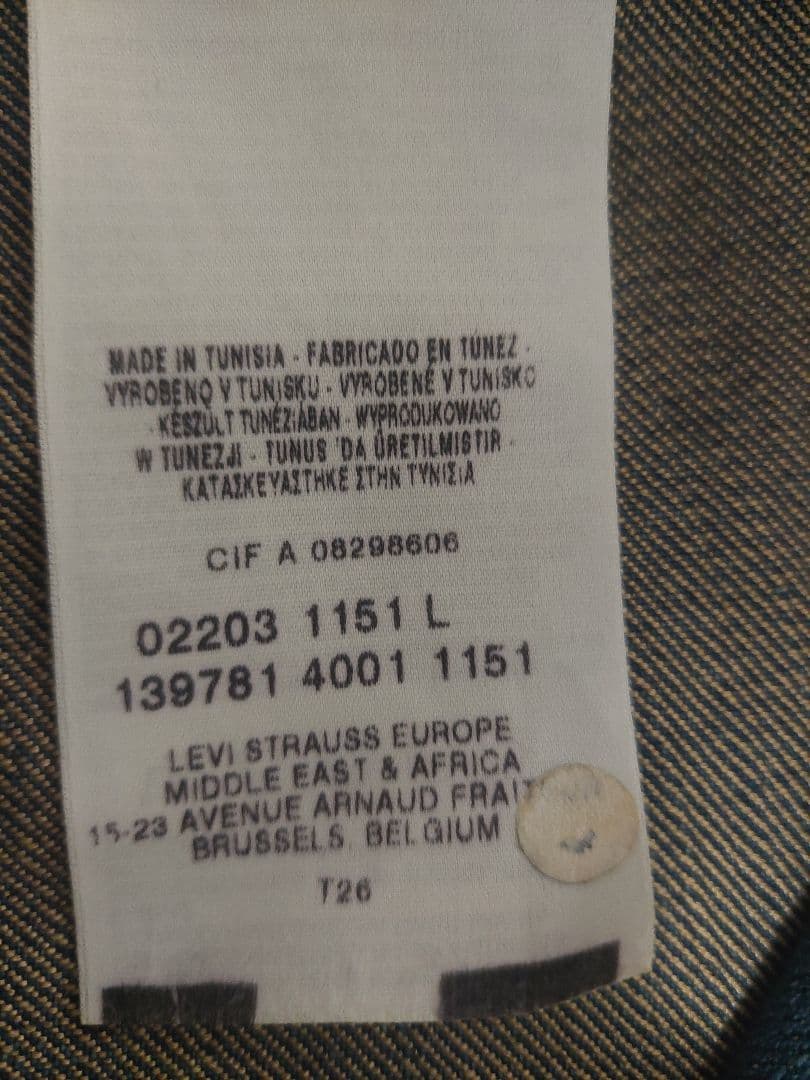 MADE IN TUNISIA - FABRICADO EN TÚNEZ -
VYROBENO V TUNISKU - VYROBENÉ V TUNISKO
- KÉSZÜLT TUNÉZIÁBAN - WYPRODUKOWANO
W TUNEZJI - TUNUS 'DA ÜRETILMISTIR -
ΚΑΤΑΣΚΕΥΑΣΤΗΚΕ ΣΤΗΝ ΤΥΝΙΣΙΑ
CIF A 08298606
02203 1151 L
139781 4001 1151
LEVI STRAUSS EUROPE
MIDDLE EAST & AFRICA
15-23 AVENUE ARNAUD
BRUSSELS, BELGIUM
T26